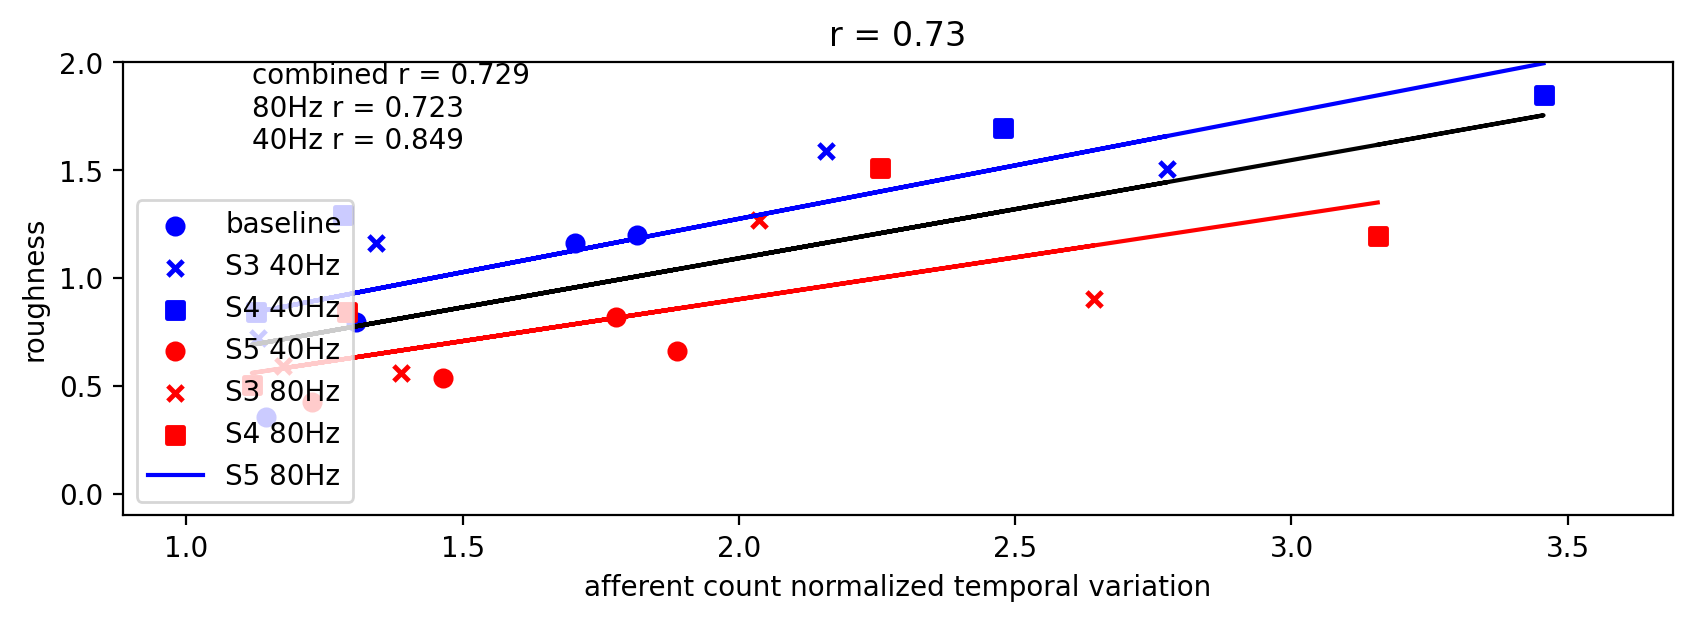 r = 0.73
combined r = 0.729
80Hz r = 0.723
40Hz r = 0.849
2.0
1.5
1.0
0.5
0.0
roughness
baseline
S3 40Hz
S4 40Hz
S5 40Hz
S3 80Hz
S4 80Hz
S5 80Hz
1.0 1.5 2.0 2.5 3.0 3.5
afferent count normalized temporal variation